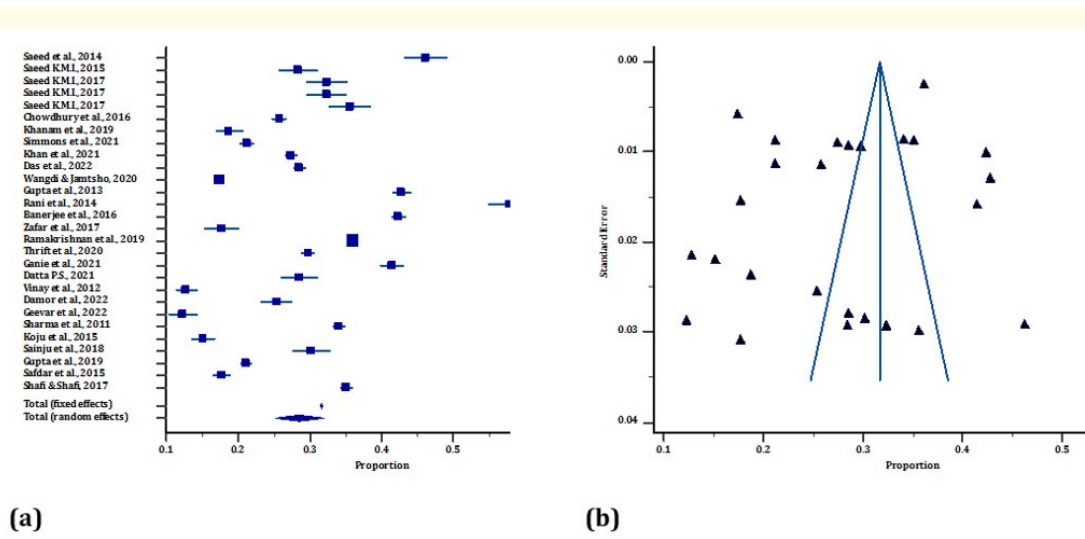 Saeed et al., 2014
Saeed K.M.I., 2015
Saeed K.M.I., 2017
Saeed K.M.I., 2017
Saeed K.M.I., 2017
Chowdhury et al., 2016
Khanam et al., 2019
Simmons et al., 2021
Khan et al., 2021
Das et al., 2022
Wangdi & Jamtsho, 2020
Gupta et al., 2013
Rani et al., 2014
Banerjee et al., 2016
Zafar et al., 2017
Ramakrishnan et al., 2019
Thrift et al., 2020
Ganie et al., 2021
Datta P.S., 2021
Vinay et al., 2012
Damor et al., 2022
Geevar et al., 2022
Sharma et al., 2011
Koju et al., 2015
Sainju et al., 2018
Gupta et al., 2019
Safdar et al., 2015
Shafi & Shafi, 2017
Total (fixed effects)
Total (random effects)
0.1 0.2 0.3 0.4 0.5
Proportion
(a)
0.00
0.01
0.02
0.03
0.04
Standard Error
0.1 0.2 0.3 0.4 0.5
Proportion
(b)